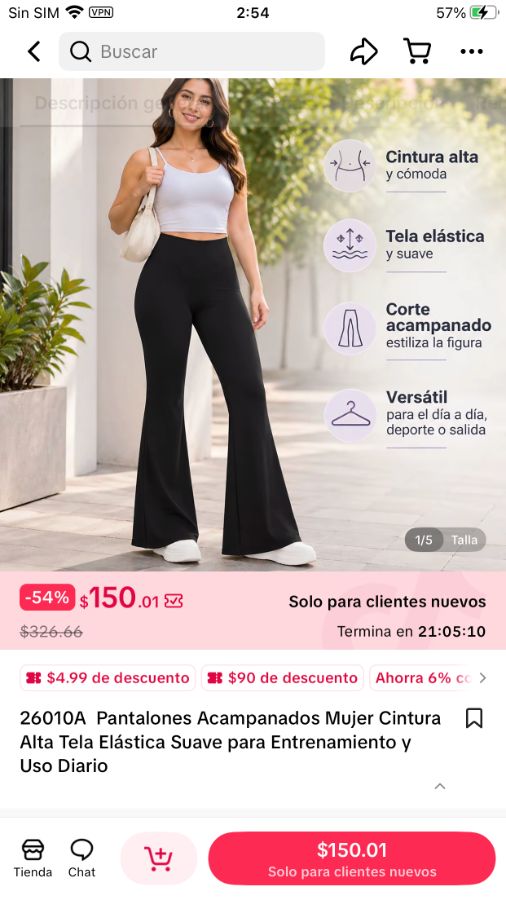 Sin SIM VPN 2:54 57%
Buscar
Descripción ge
Cintura alta
y cómoda
Tela elástica
y suave
Corte
acampanado
estiliza la figura
Versátil
para el día a día,
deporte o salida
1/5 Talla
-54% $150.01 Solo para clientes nuevos
$326.66 Termina en 21:05:10
$4.99 de descuento $90 de descuento Ahorra 6% c
26010A Pantalones Acampanados Mujer Cintura
Alta Tela Elástica Suave para Entrenamiento y
Uso Diario
Tienda Chat
$150.01
Solo para clientes nuevos